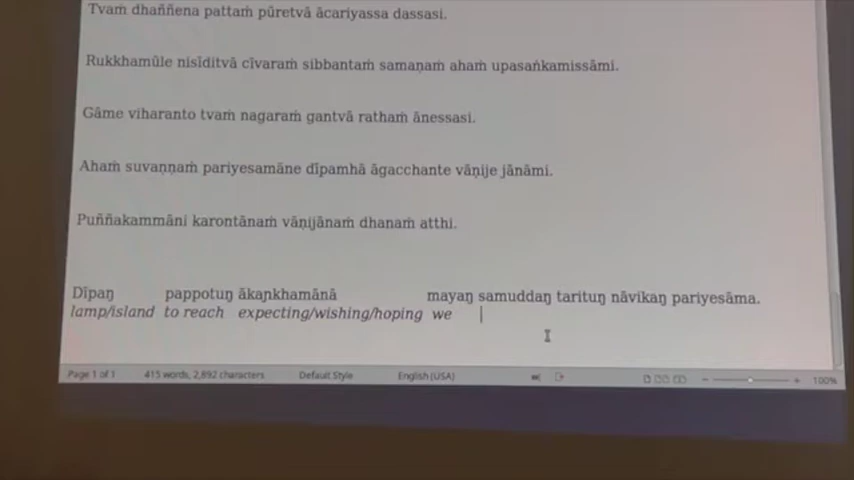 Tvaṁ dhaññena pattaṁ pūretvā ācariyassa dassasi.
Rukkhamūle nisīditvā cīvaraṁ sibbantaṁ samaṇaṁ ahaṁ upasaṅkamissāmi.
Gāme viharanto tvaṁ nagaraṁ gantvā rathaṁ ānessasi.
Ahaṁ suvaṇṇaṁ pariyesamāne dīpamhā āgacchante vāṇije jānāmi.
Puññakammāni karontānaṁ vāṇijānaṁ dhanaṁ atthi.
Dīpaŋ pappotuŋ ākaṇkhamānā mayaŋ samuddaŋ tarituŋ nāvikaŋ pariyesāma.
lamp/island to reach expecting/wishing/hoping we
Page 1 of 1 415 words, 2,892 characters Default Style English (USA) 100%